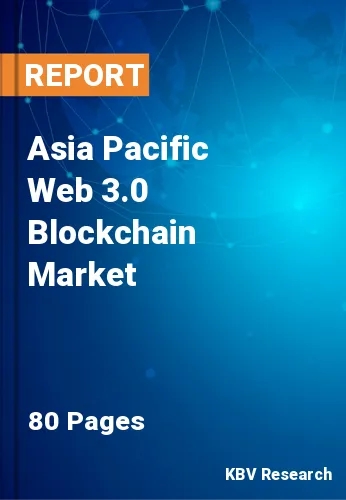 REPORT
Asia Pacific
Web 3.0
Blockchain
Market
80 Pages
KBV Research